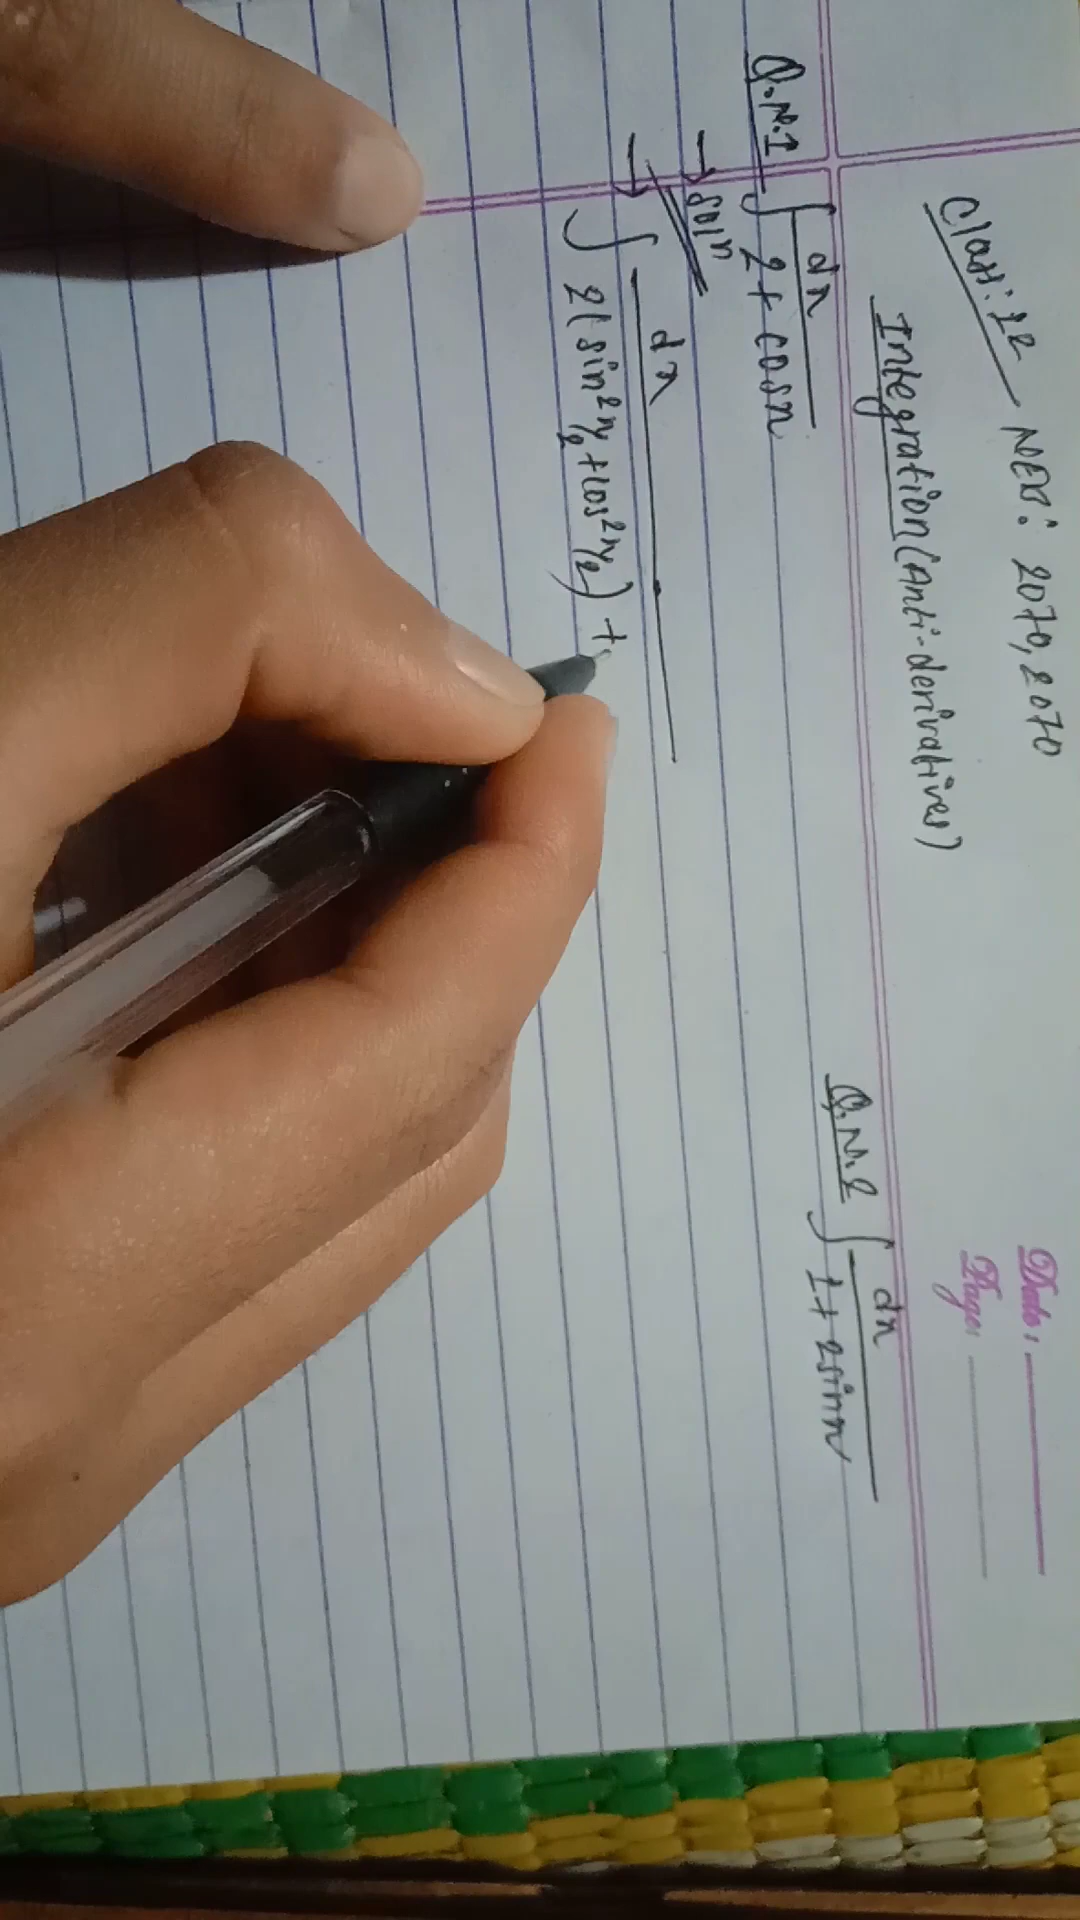 Date:
Page:
Class: 12 NEB: 2070, 2070
Integration (Anti-derivatives)
Q.N.1 ∫ dx / 2 + cosx
Q.N.2 ∫ dx / 1 + 2sinx
→ soln
→ ∫ dx / 2(sin²x/2 + cos²x/2) +